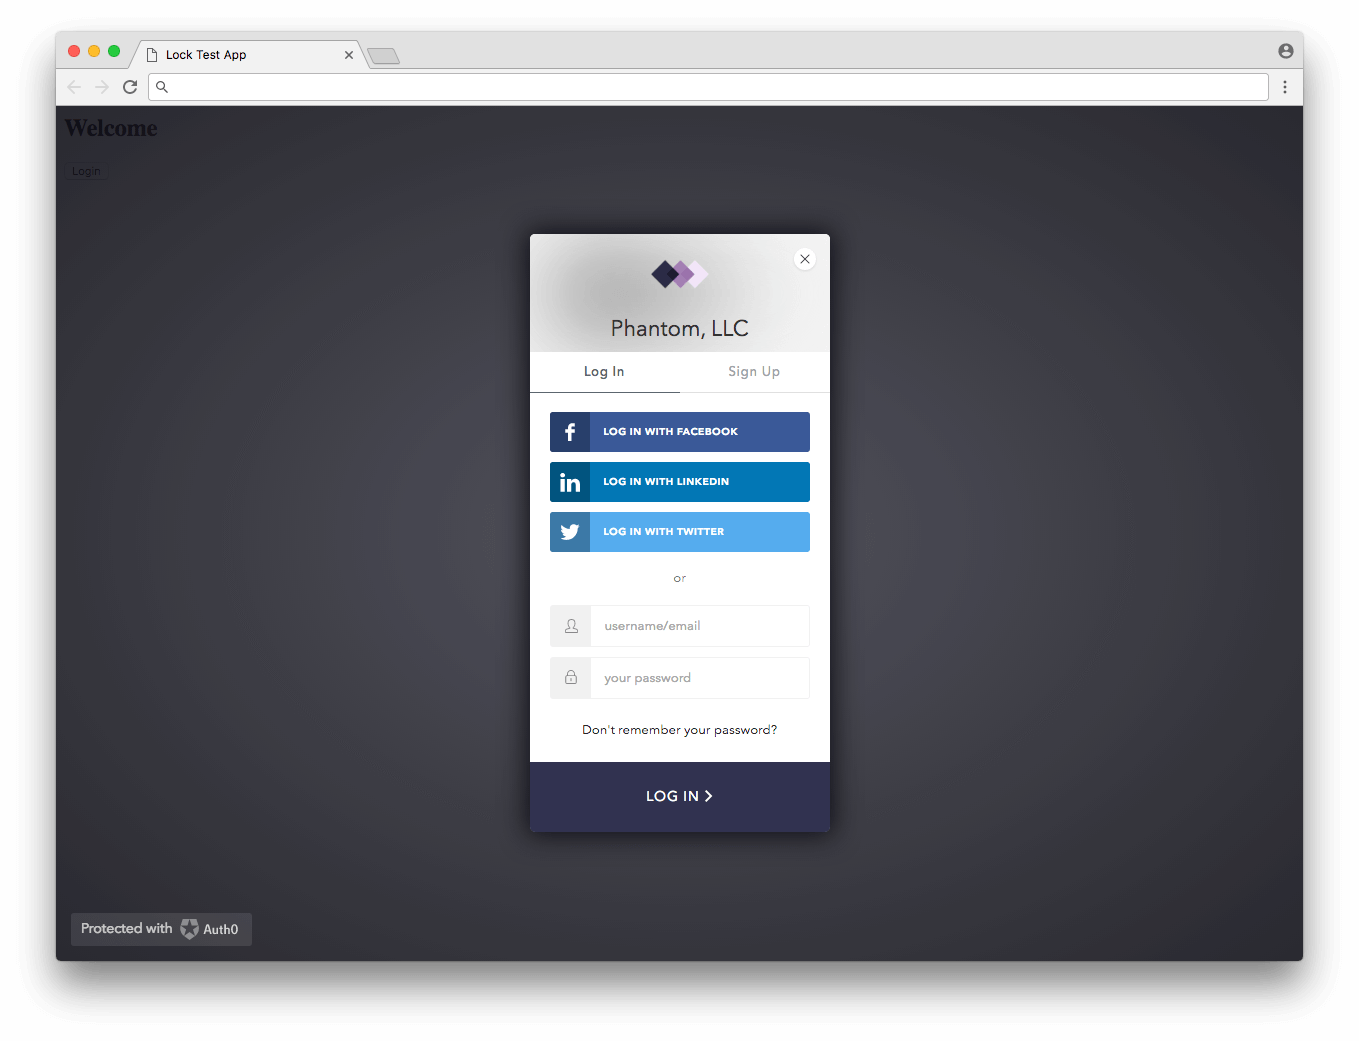 Lock Test App
Welcome
Login
Phantom, LLC
Log In
Sign Up
LOG IN WITH FACEBOOK
LOG IN WITH LINKEDIN
LOG IN WITH TWITTER
or
username/email
your password
Don't remember your password?
LOG IN
Protected with Auth0